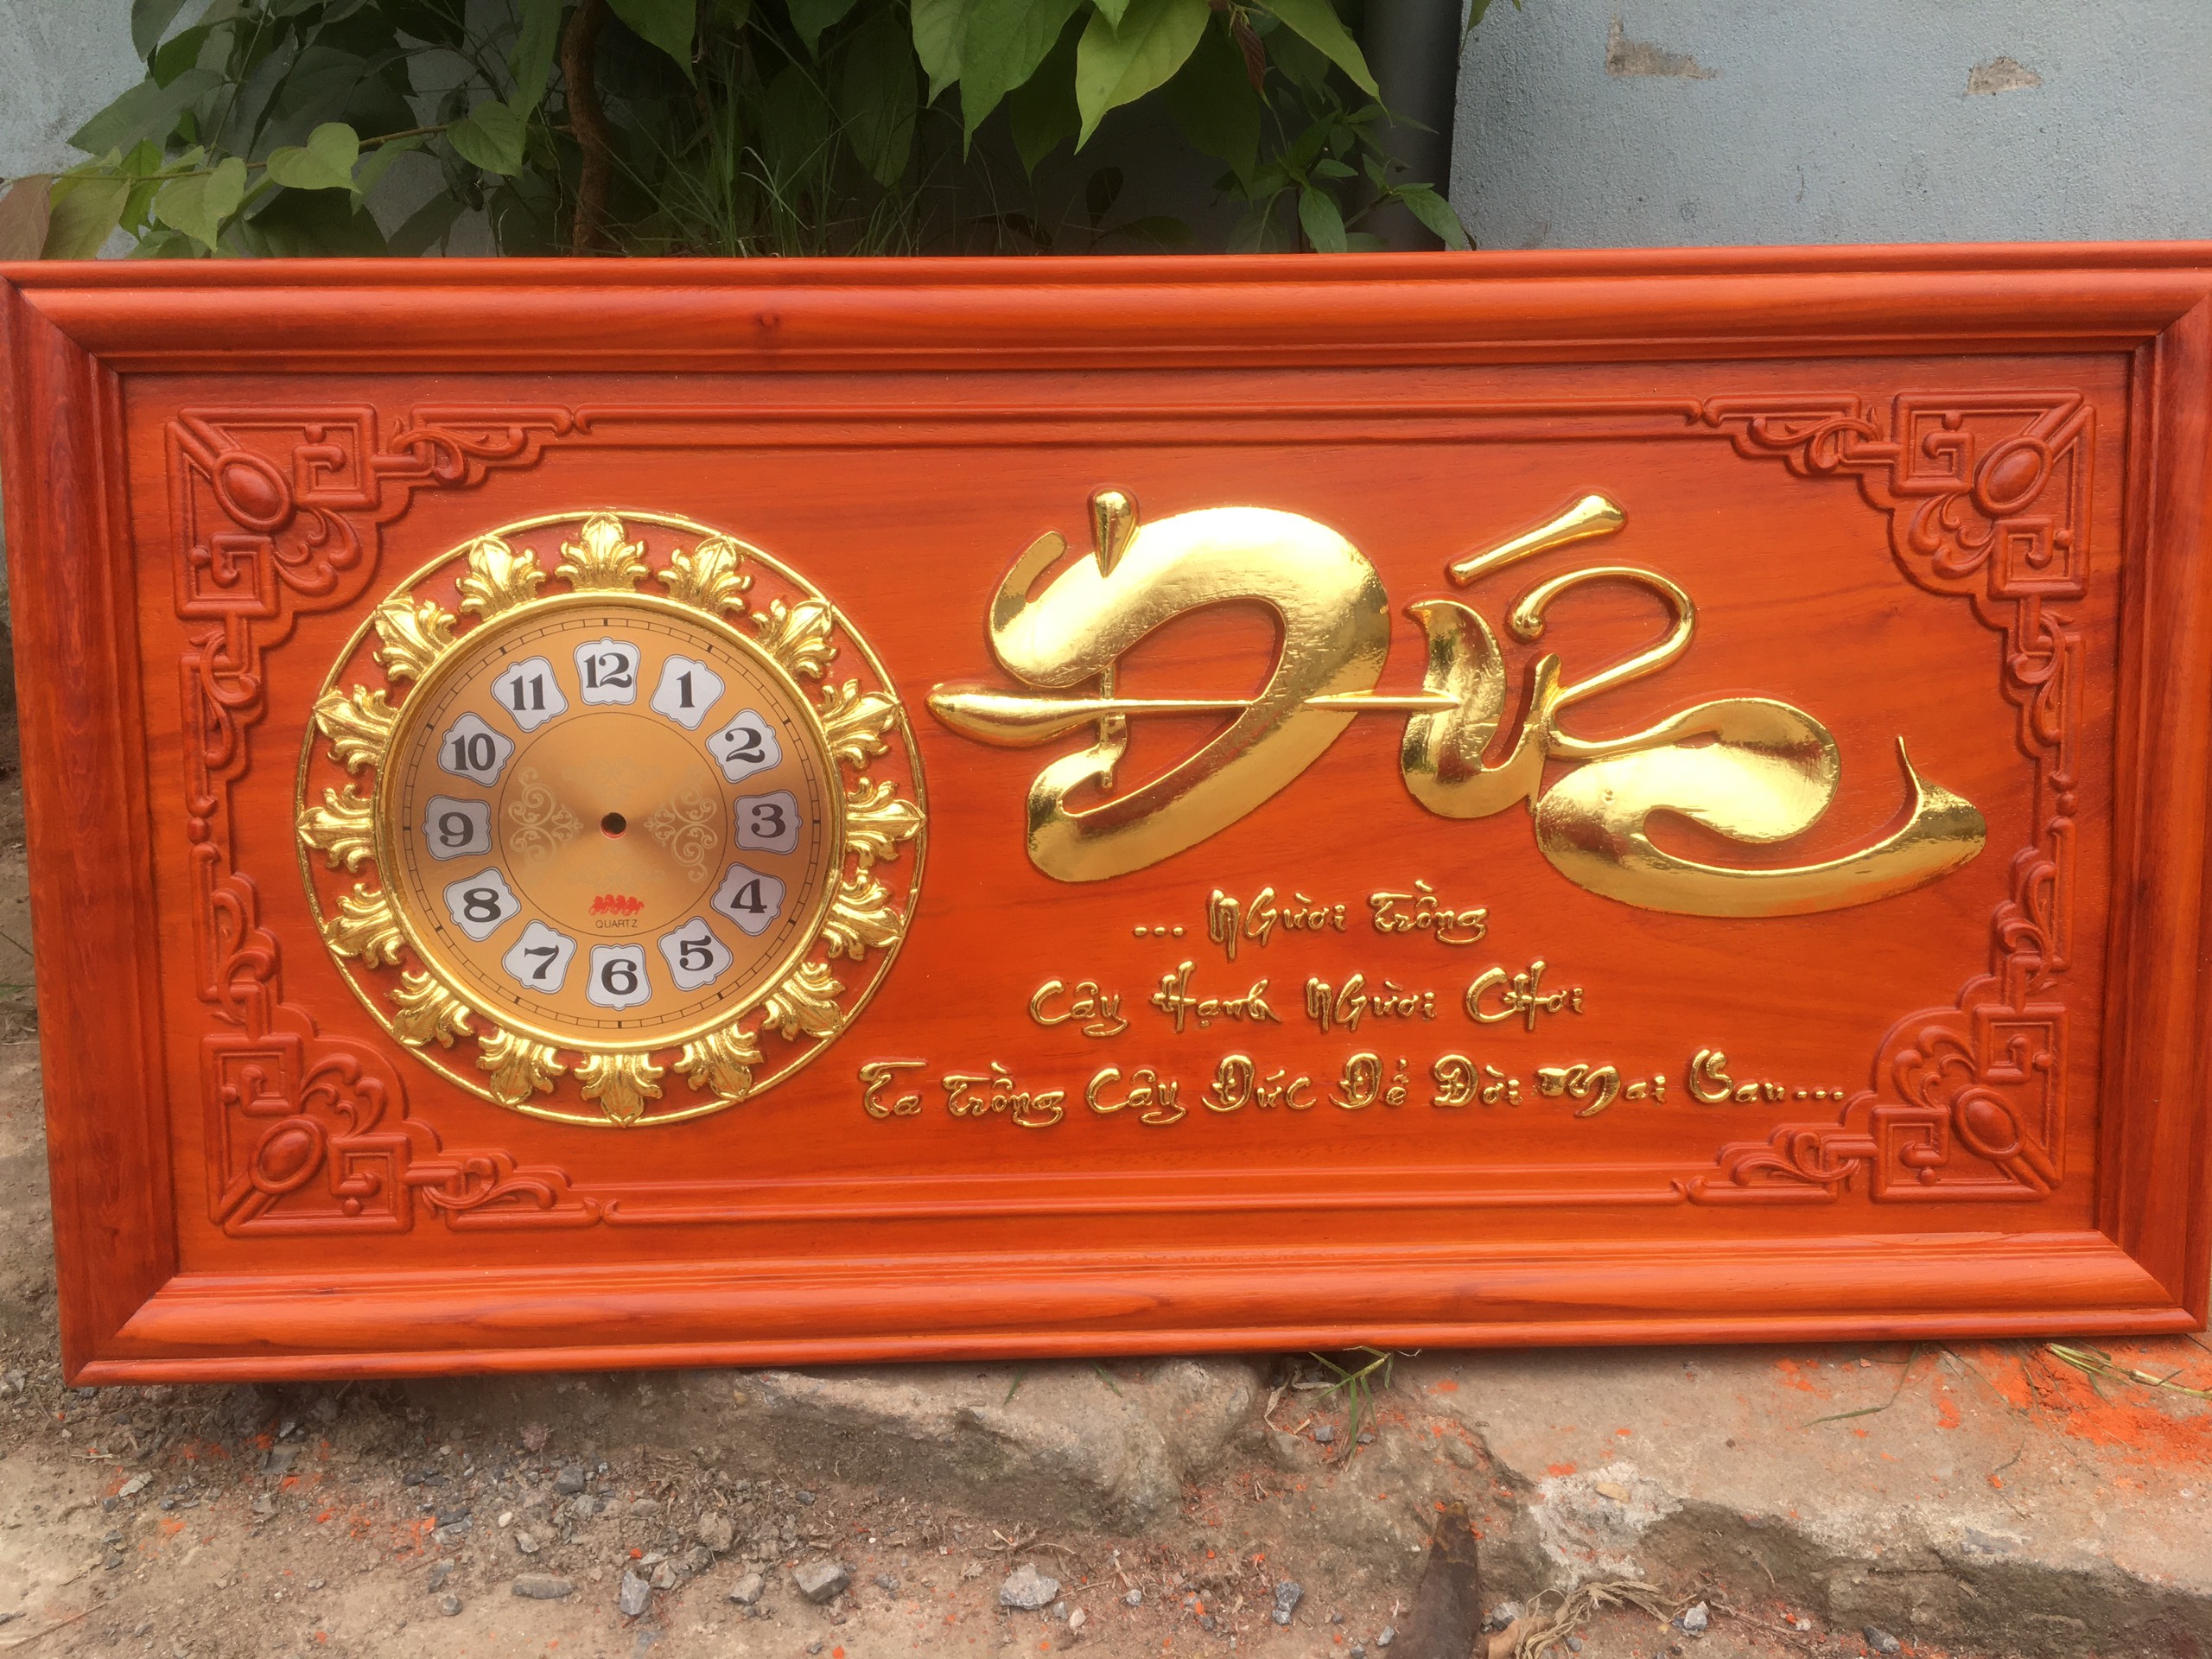 12
1
2
3
4
5
6
7
8
9
10
11
QUARTZ
Đức
... Người Trồng
Cây Hạnh Người Chơi
Ta Trồng Cây Đức Để Đời Mai Sau...